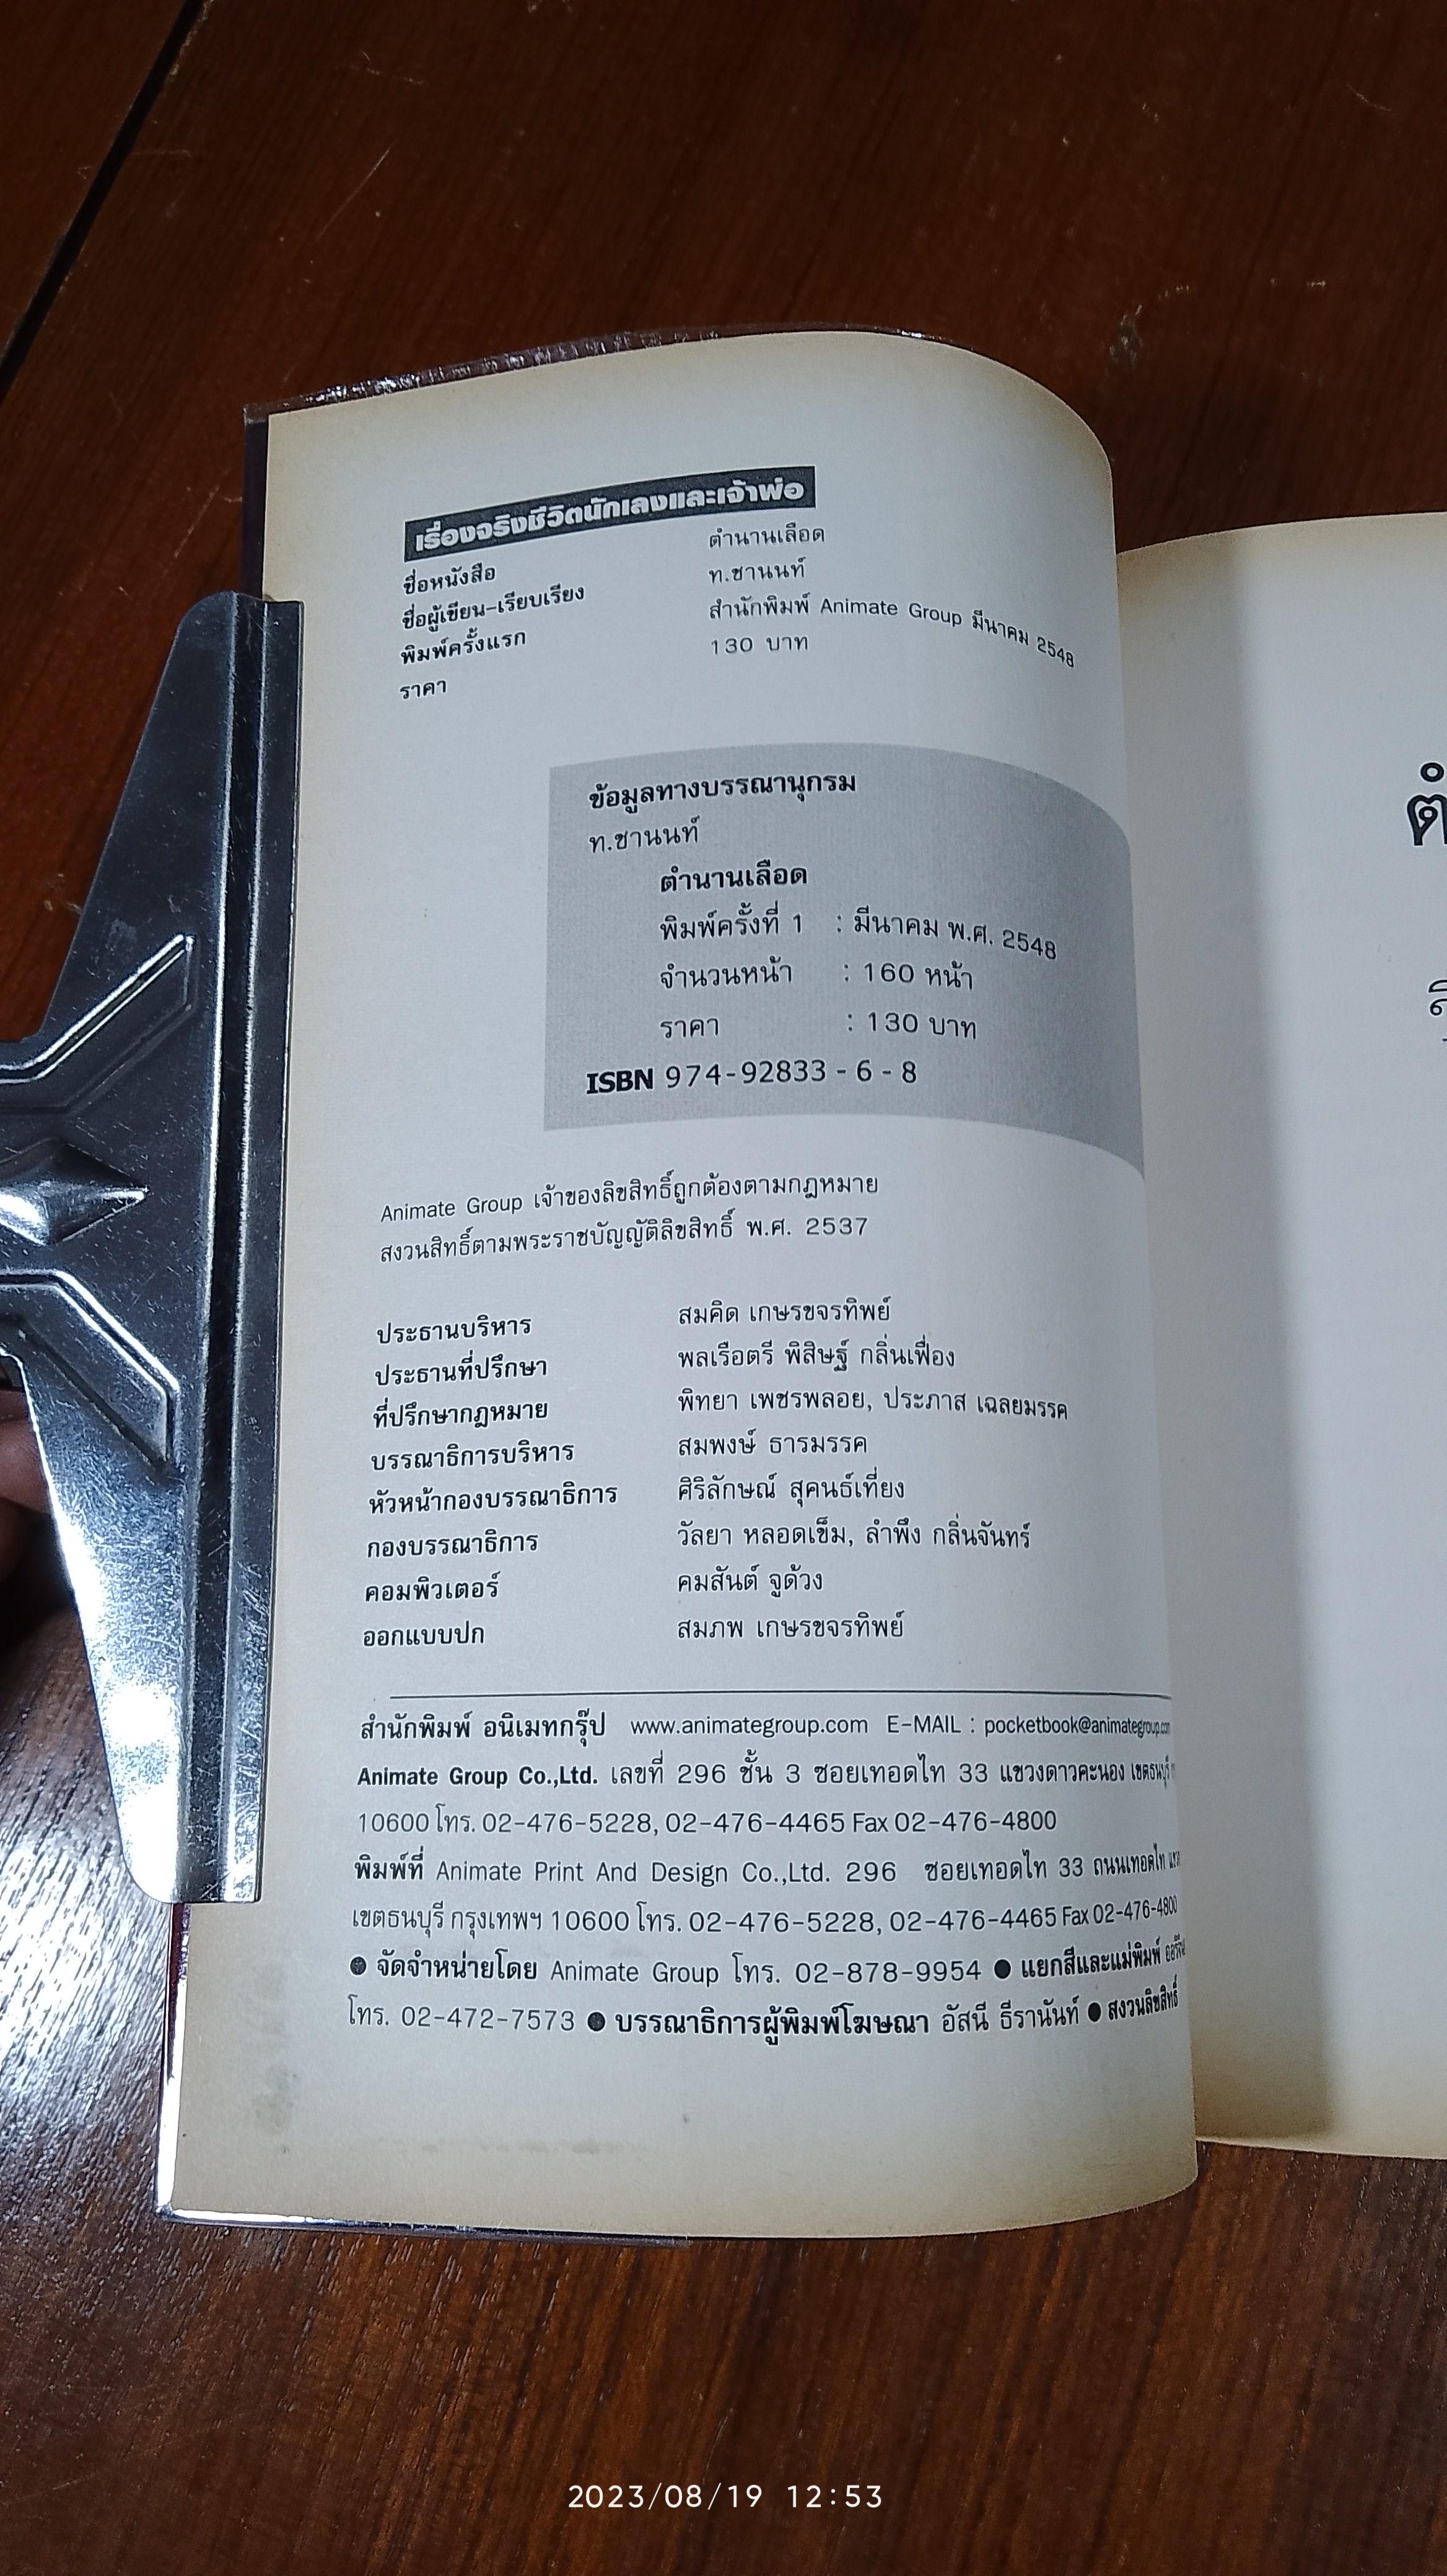 เรื่องจริงชีวิตนักเลงและเจ้าพ่อ
ชื่อหนังสือ ตำนานเลือด
ชื่อผู้เขียน-เรียบเรียง ท.ชานนท์
พิมพ์ครั้งแรก สำนักพิมพ์ Animate Group มีนาคม 2548
ราคา 130 บาท
ข้อมูลทางบรรณานุกรม
ท.ชานนท์
ตำนานเลือด
พิมพ์ครั้งที่ 1 : มีนาคม พ.ศ. 2548
จำนวนหน้า : 160 หน้า
ราคา : 130 บาท
ISBN 974-92833 - 6 - 8
Animate Group เจ้าของลิขสิทธิ์ถูกต้องตามกฎหมาย
สงวนสิทธิ์ตามพระราชบัญญัติลิขสิทธิ์ พ.ศ. 2537
ประธานบริหาร สมคิด เกษรขจรทิพย์
ประธานที่ปรึกษา พลเรือตรี พิสิษฐ์ กลิ่นเฟื่อง
ที่ปรึกษากฎหมาย พิทยา เพชรพลอย, ประภาส เฉลยมรรค
บรรณาธิการบริหาร สมพงษ์ ธารมรรค
หัวหน้ากองบรรณาธิการ ศิริลักษณ์ สุคนธ์เที่ยง
กองบรรณาธิการ วัลยา หลอดเข็ม, ลำพึง กลิ่นจันทร์
คอมพิวเตอร์ คมสันต์ จูด้วง
ออกแบบปก สมภพ เกษรขจรทิพย์
สำนักพิมพ์ อนิเมทกรุ๊ป www.animategroup.com E-MAIL : pocketbook@animategroup.com
Animate Group Co.,Ltd. เลขที่ 296 ชั้น 3 ซอยเทอดไท 33 แขวงดาวคะนอง เขตธนบุรี
10600 โทร. 02-476-5228, 02-476-4465 Fax 02-476-4800
พิมพ์ที่ Animate Print And Design Co.,Ltd. 296 ซอยเทอดไท 33 ถนนเทอดไท
เขตธนบุรี กรุงเทพฯ 10600 โทร. 02-476-5228, 02-476-4465 Fax 02-476-4800
● จัดจำหน่ายโดย Animate Group โทร. 02-878-9954 ● แยกสีและแม่พิมพ์
โทร. 02-472-7573 ● บรรณาธิการผู้พิมพ์โฆษณา อัสนี ธีรานันท์ ● สงวนลิขสิทธิ์
2023/08/19 12:53